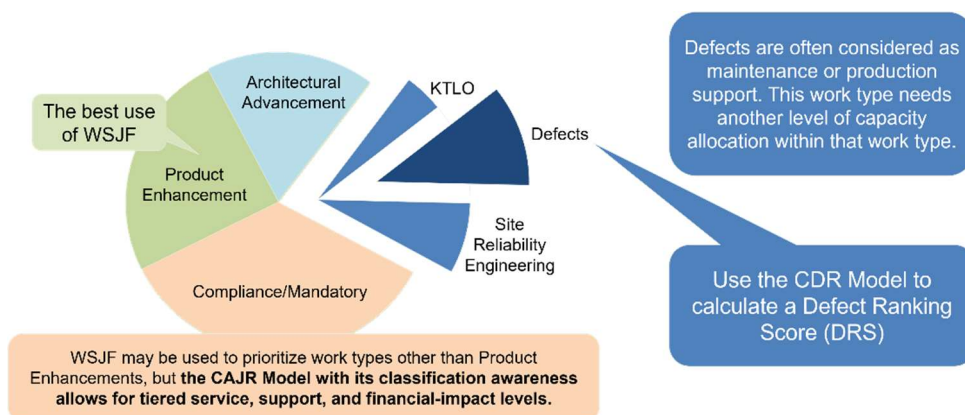 Architectural
Advancement
KTLO
Defects
The best use
of WSJF
Product
Enhancement
Site
Reliability
Engineering
Compliance/Mandatory
WSJF may be used to prioritize work types other than Product
Enhancements, but the CAJR Model with its classification awareness
allows for tiered service, support, and financial-impact levels.
Defects are often considered as
maintenance or production
support. This work type needs
another level of capacity
allocation within that work type.
Use the CDR Model to
calculate a Defect Ranking
Score (DRS)